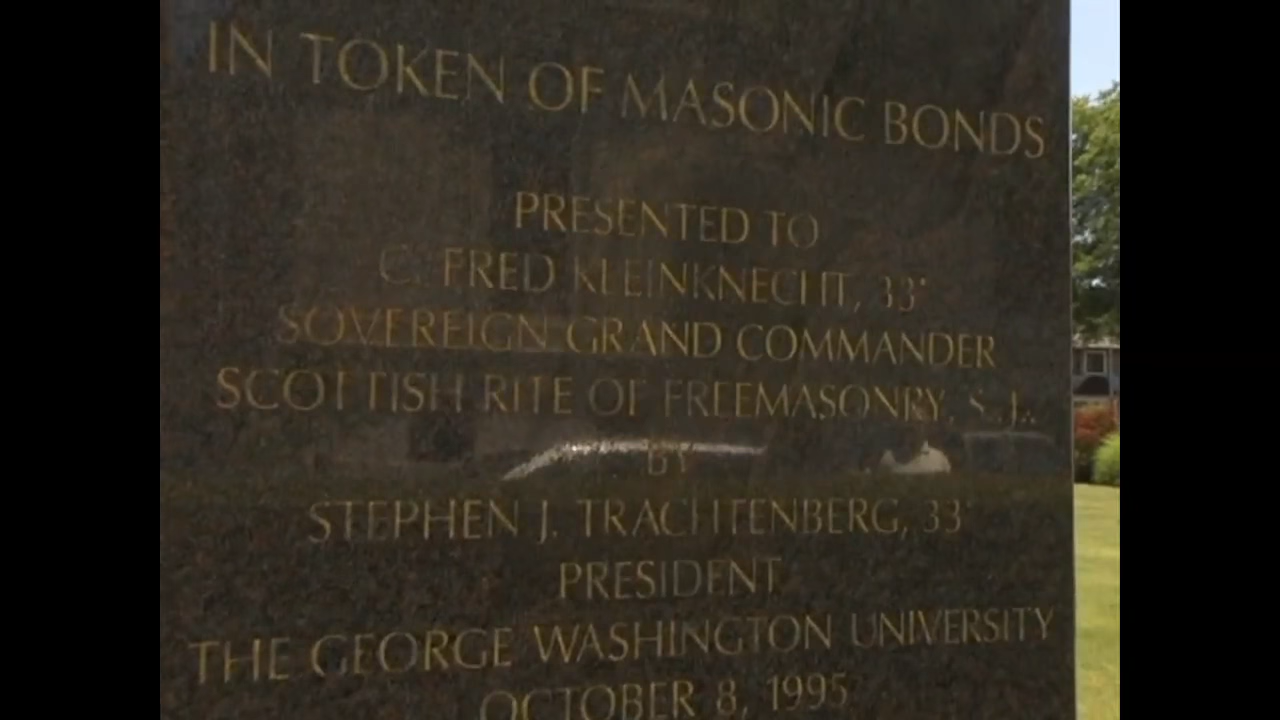 IN TOKEN OF MASONIC BONDS
PRESENTED TO
C. FRED KLEINKNECHT, 33°
SOVEREIGN GRAND COMMANDER
SCOTTISH RITE OF FREEMASONRY, S.J.
BY
STEPHEN J. TRACHTENBERG, 33°
PRESIDENT
THE GEORGE WASHINGTON UNIVERSITY
OCTOBER 8, 1995